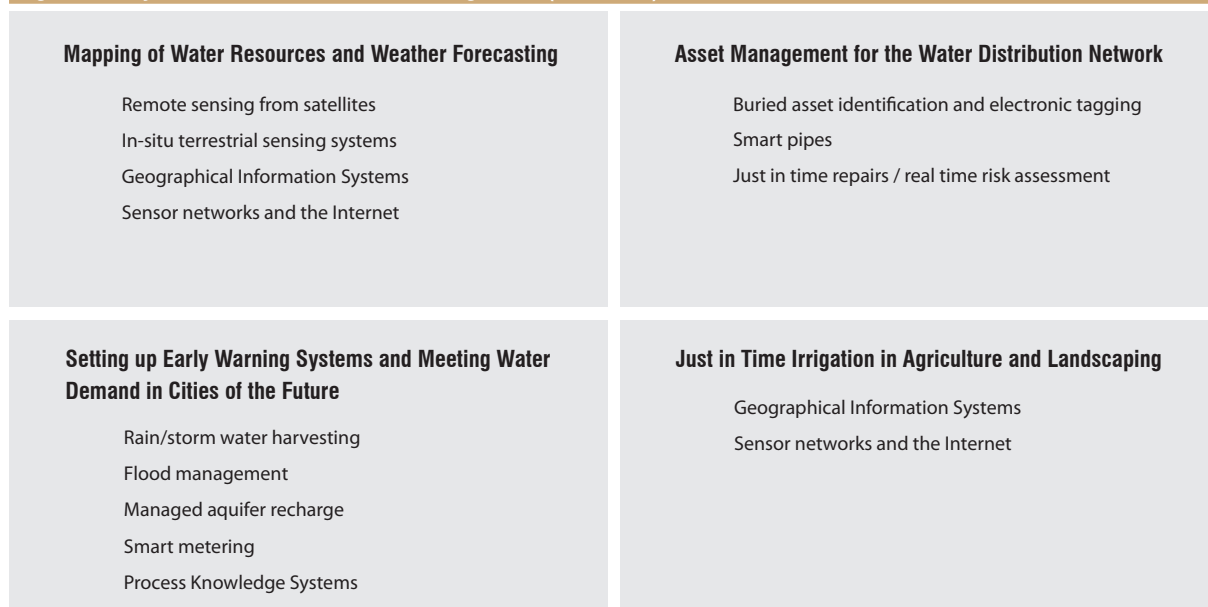 Mapping of Water Resources and Weather Forecasting
Remote sensing from satellites
In-situ terrestrial sensing systems
Geographical Information Systems
Sensor networks and the Internet
Asset Management for the Water Distribution Network
Buried asset identification and electronic tagging
Smart pipes
Just in time repairs / real time risk assessment
Setting up Early Warning Systems and Meeting Water
Demand in Cities of the Future
Rain/storm water harvesting
Flood management
Managed aquifer recharge
Smart metering
Process Knowledge Systems
Just in Time Irrigation in Agriculture and Landscaping
Geographical Information Systems
Sensor networks and the Internet